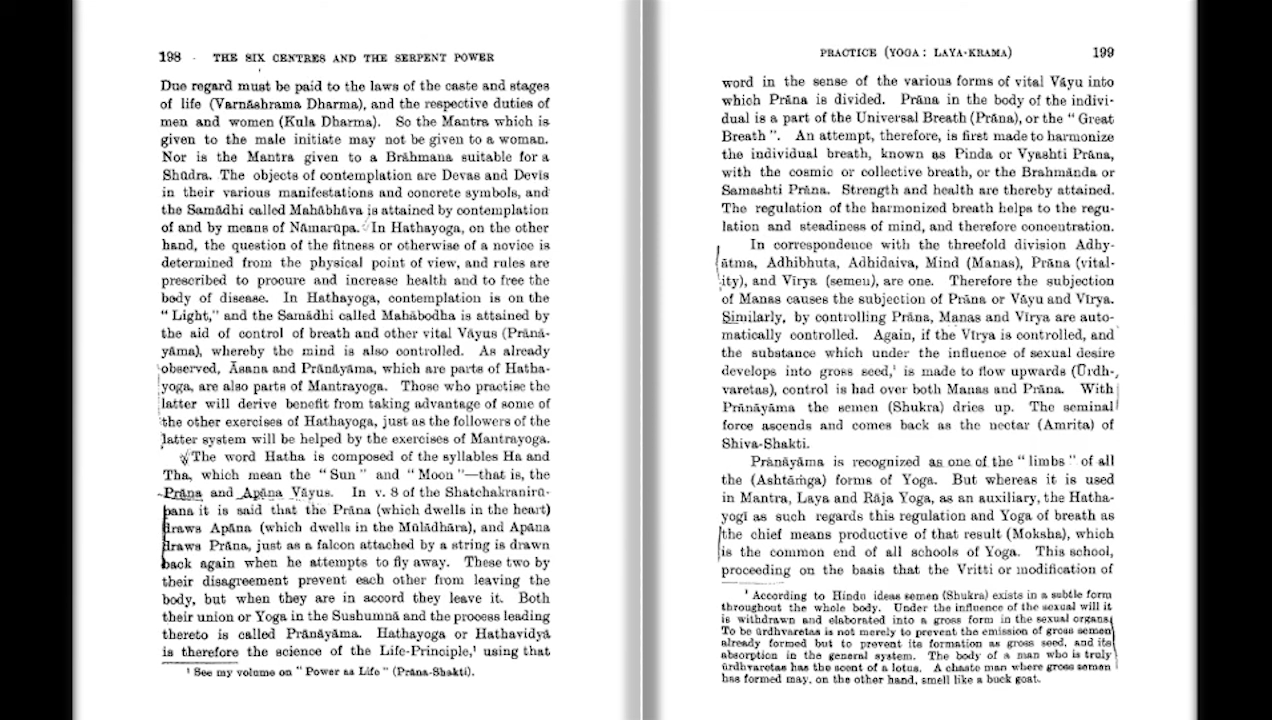 198 THE SIX CENTRES AND THE SERPENT POWER
Due regard must be paid to the laws of the caste and stages
of life (Varnāshrama Dharma), and the respective duties of
men and women (Kula Dharma). So the Mantra which is
given to the male initiate may not be given to a woman.
Nor is the Mantra given to a Brāhmana suitable for a
Shūdra. The objects of contemplation are Devas and Devīs
in their various manifestations and concrete symbols, and
the Samādhi called Mahābhāva is attained by contemplation
of and by means of Nāmarūpa. In Hathayoga, on the other
hand, the question of the fitness or otherwise of a novice is
determined from the physical point of view, and rules are
prescribed to procure and increase health and to free the
body of disease. In Hathayoga, contemplation is on the
“Light,” and the Samādhi called Mahābodha is attained by
the aid of control of breath and other vital Vāyus (Prānā-
yāma), whereby the mind is also controlled. As already
observed, Āsana and Prānāyāma, which are parts of Hatha-
yoga, are also parts of Mantrayoga. Those who practise the
latter will derive benefit from taking advantage of some of
the other exercises of Hathayoga, just as the followers of the
latter system will be helped by the exercises of Mantrayoga.
The word Hatha is composed of the syllables Ha and
Tha, which mean the “Sun” and “Moon”—that is, the
Prāna and Apāna Vāyus. In v. 8 of the Shatchakranirū-
pana it is said that the Prāna (which dwells in the heart)
draws Apāna (which dwells in the Mūlādhāra), and Apāna
draws Prāna, just as a falcon attached by a string is drawn
back again when he attempts to fly away. These two by
their disagreement prevent each other from leaving the
body, but when they are in accord they leave it. Both
their union or Yoga in the Sushumnā and the process leading
thereto is called Prānāyāma. Hathayoga or Hathavidyā
is therefore the science of the Life-Principle,¹ using that
¹ See my volume on “Power as Life” (Prāna-Shakti).
PRACTICE (YOGA: LAYA-KRAMA) 199
word in the sense of the various forms of vital Vāyu into
which Prāna is divided. Prāna in the body of the indivi-
dual is a part of the Universal Breath (Prāna), or the “Great
Breath”. An attempt, therefore, is first made to harmonize
the individual breath, known as Pinda or Vyashti Prāna,
with the cosmic or collective breath, or the Brahmānda or
Samashti Prāna. Strength and health are thereby attained.
The regulation of the harmonized breath helps to the regu-
lation and steadiness of mind, and therefore concentration.
In correspondence with the threefold division Adhy-
ātma, Adhibhuta, Adhidaiva, Mind (Manas), Prāna (vital-
ity), and Vīrya (semen), are one. Therefore the subjection
of Manas causes the subjection of Prāna or Vāyu and Vīrya.
Similarly, by controlling Prāna, Manas and Vīrya are auto-
matically controlled. Again, if the Vīrya is controlled, and
the substance which under the influence of sexual desire
develops into gross seed,¹ is made to flow upwards (Ūrdh-
varetas), control is had over both Manas and Prāna. With
Prānāyāma the semen (Shukra) dries up. The seminal
force ascends and comes back as the nectar (Amrita) of
Shiva-Shakti.
Prānāyāma is recognized as one of the “limbs” of all
the (Ashtāṁga) forms of Yoga. But whereas it is used
in Mantra, Laya and Rāja Yoga, as an auxiliary, the Hatha-
yogī as such regards this regulation and Yoga of breath as
the chief means productive of that result (Moksha), which
is the common end of all schools of Yoga. This school,
proceeding on the basis that the Vritti or modification of
¹ According to Hindu ideas semen (Shukra) exists in a subtle form
throughout the whole body. Under the influence of the sexual will it
is withdrawn and elaborated into a gross form in the sexual organs.
To be ūrdhvaretas is not merely to prevent the emission of gross semen
already formed but to prevent its formation as gross seed, and its
absorption in the general system. The body of a man who is truly
ūrdhvaretas has the scent of a lotus. A chaste man where gross semen
has formed may, on the other hand, smell like a buck goat.